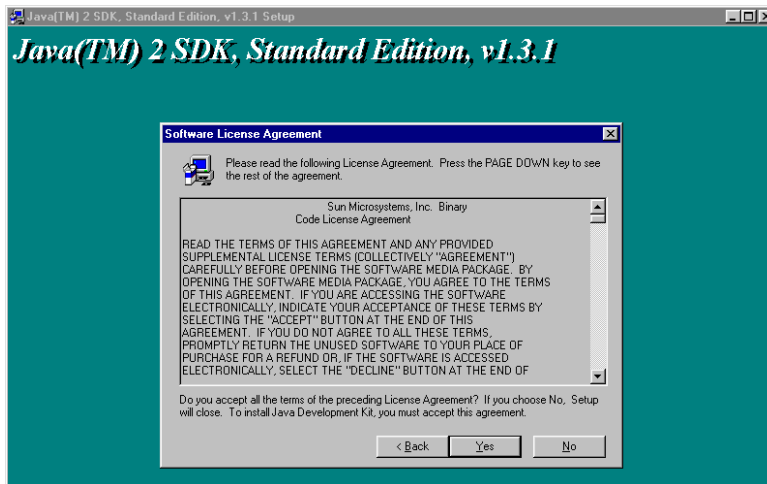 Java(TM) 2 SDK, Standard Edition, v1.3.1 Setup
Java(TM) 2 SDK, Standard Edition, v1.3.1
Software License Agreement
Please read the following License Agreement. Press the PAGE DOWN key to see
the rest of the agreement.
Sun Microsystems, Inc. Binary
Code License Agreement
READ THE TERMS OF THIS AGREEMENT AND ANY PROVIDED
SUPPLEMENTAL LICENSE TERMS (COLLECTIVELY "AGREEMENT")
CAREFULLY BEFORE OPENING THE SOFTWARE MEDIA PACKAGE. BY
OPENING THE SOFTWARE MEDIA PACKAGE, YOU AGREE TO THE TERMS
OF THIS AGREEMENT. IF YOU ARE ACCESSING THE SOFTWARE
ELECTRONICALLY, INDICATE YOUR ACCEPTANCE OF THESE TERMS BY
SELECTING THE "ACCEPT" BUTTON AT THE END OF THIS
AGREEMENT. IF YOU DO NOT AGREE TO ALL THESE TERMS,
PROMPTLY RETURN THE UNUSED SOFTWARE TO YOUR PLACE OF
PURCHASE FOR A REFUND OR, IF THE SOFTWARE IS ACCESSED
ELECTRONICALLY, SELECT THE "DECLINE" BUTTON AT THE END OF
Do you accept all the terms of the preceding License Agreement? If you choose No, Setup
will close. To install Java Development Kit, you must accept this agreement.
< Back Yes No